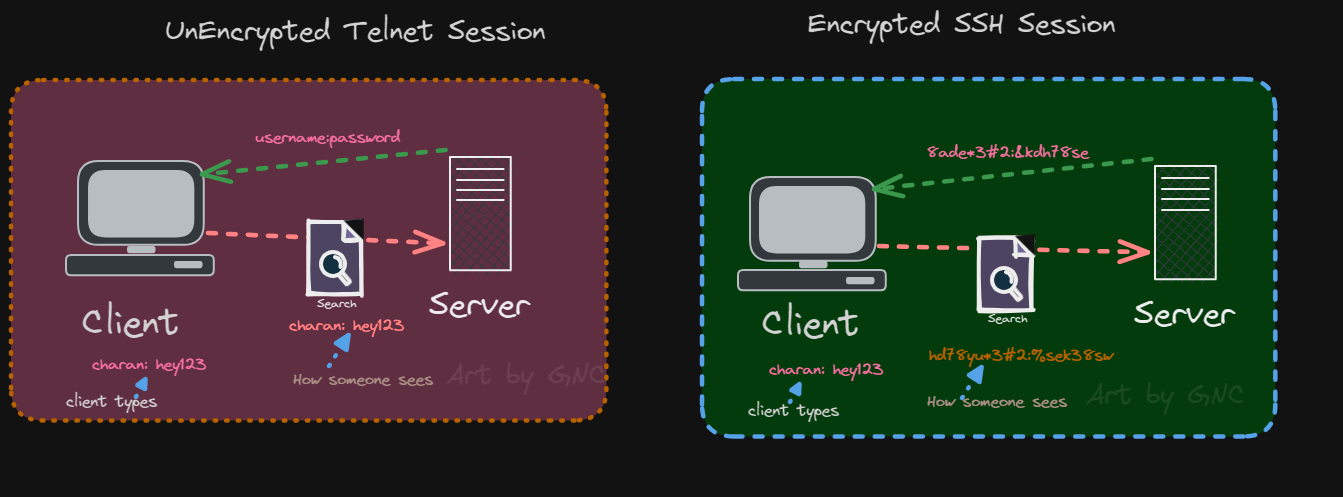 UnEncrypted Telnet Session
username:password
Search
Client
Server
charan: hey123
charan: hey123
How someone sees
client types
Art by GNC
Encrypted SSH Session
8ade*3#2:&kdh78se
Search
Client
Server
hd78yu*3#2:%sek38sw
charan: hey123
How someone sees
client types
Art by GNC